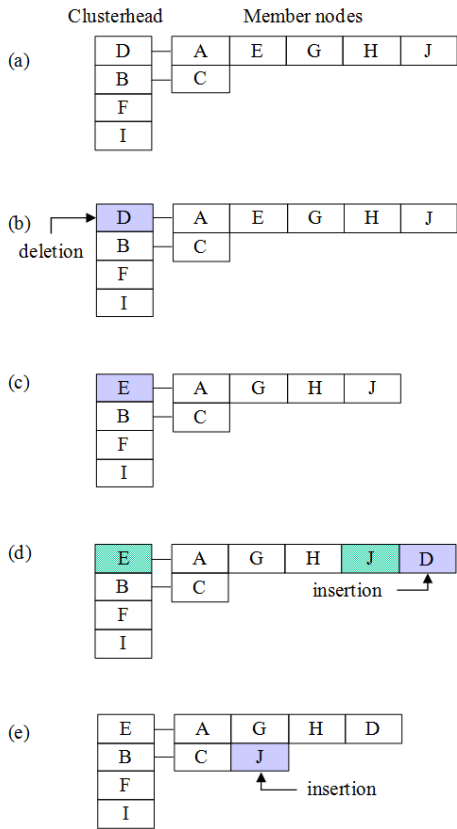 Clusterhead Member nodes
(a)
D A E G H J
B C
F
I
(b)
D A E G H J
deletion
B C
F
I
(c)
E A G H J
B C
F
I
(d)
E A G H J D
B C
insertion
F
I
(e)
E A G H D
B C J
F
insertion
I